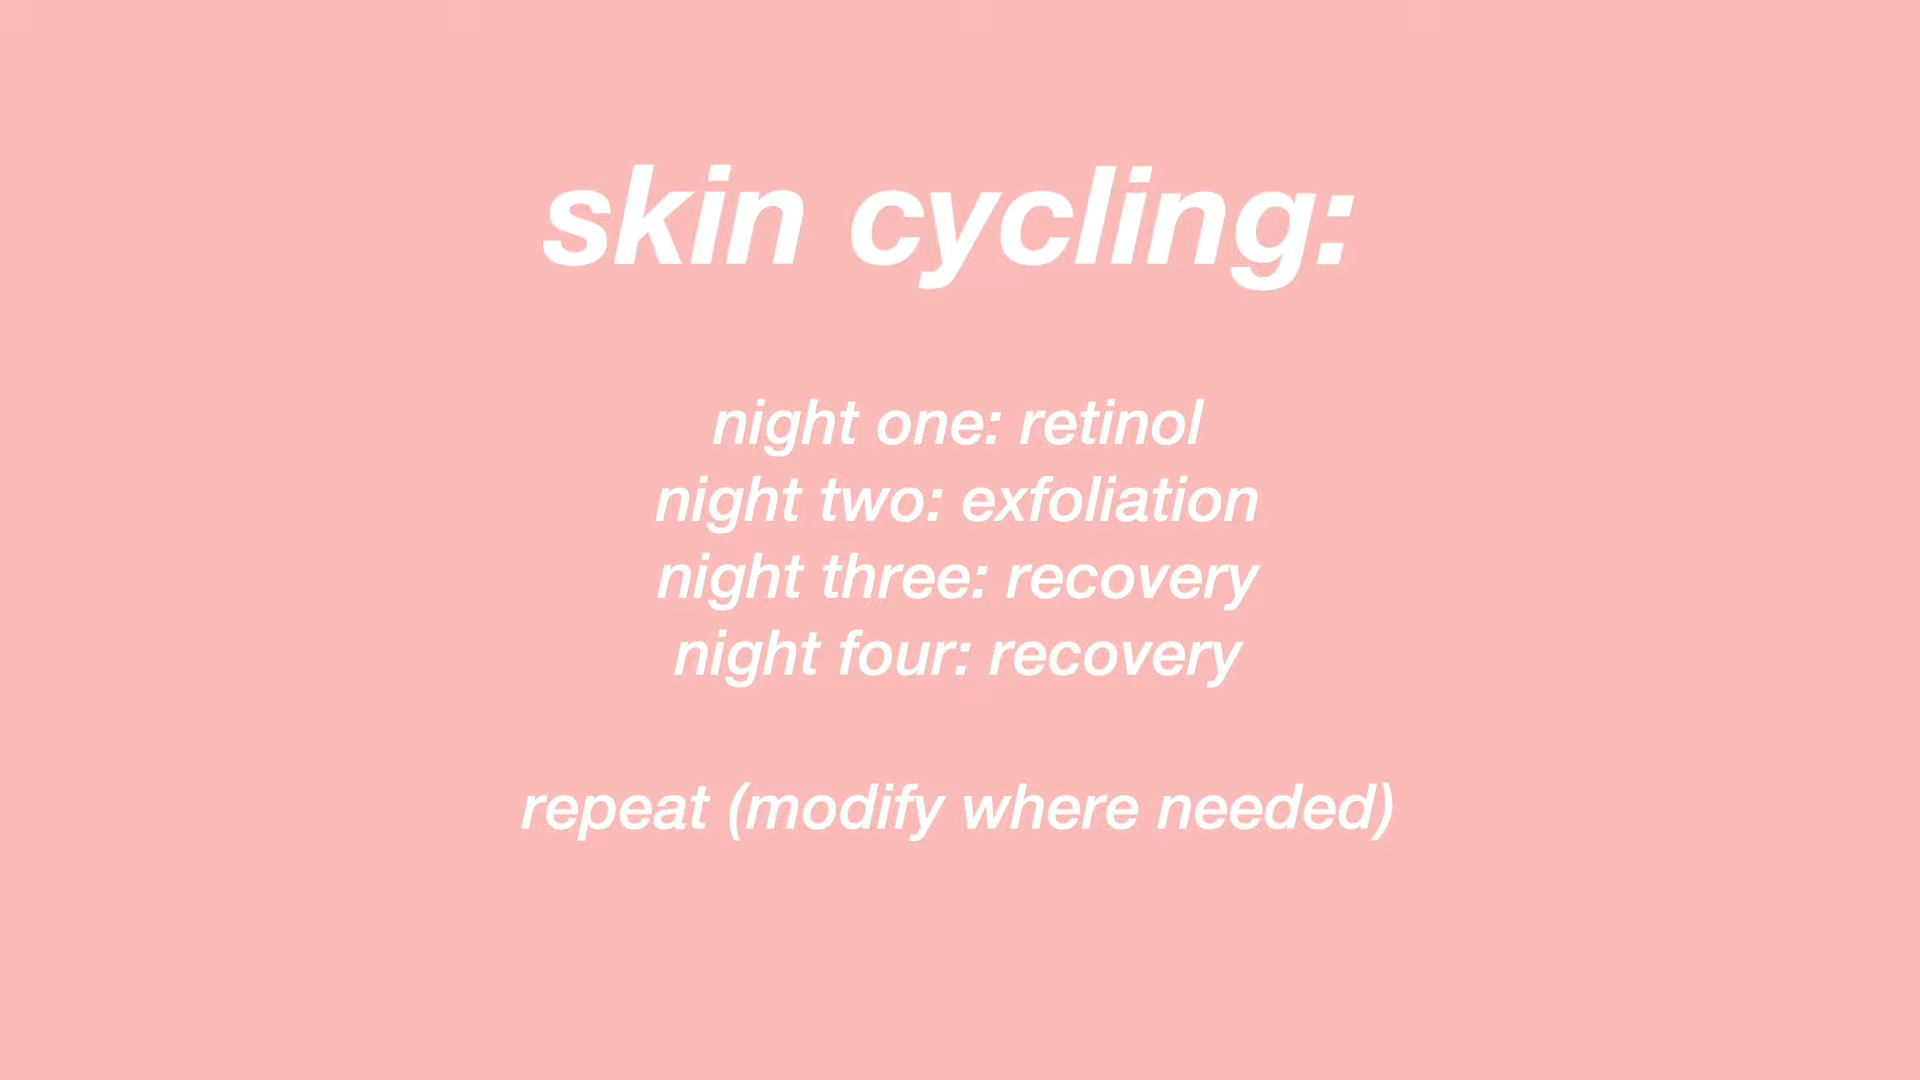 skin cycling:
night one: retinol
night two: exfoliation
night three: recovery
night four: recovery
repeat (modify where needed)